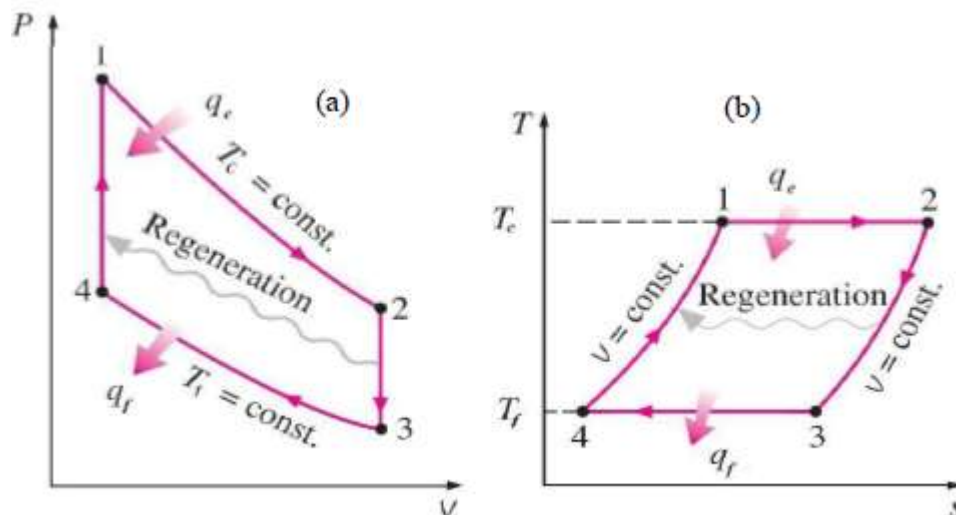 P
1
(a)
q_e
T_c = const.
Regeneration
4
2
q_f
T_f = const.
3
ν
(b)
T
q_e
1
2
T_e
ν = const.
Regeneration
ν = const.
T_f
4
3
q_f
s